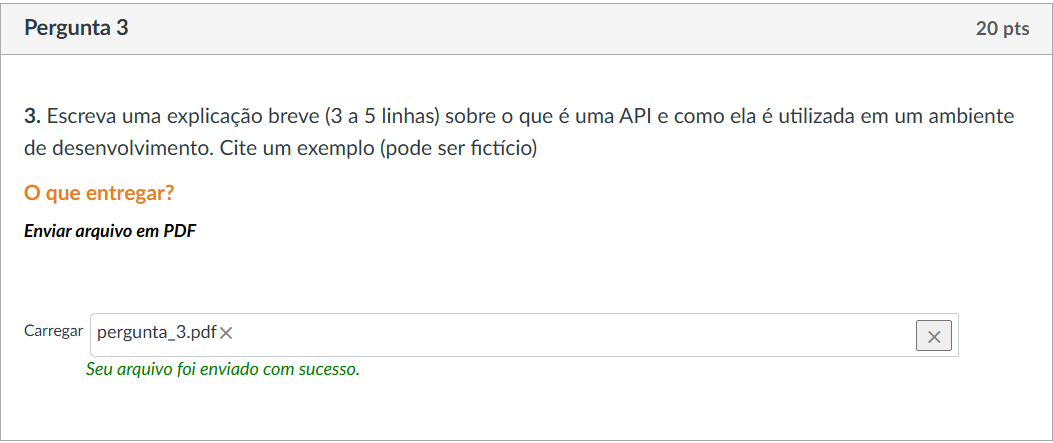 Pergunta 3
20 pts
3. Escreva uma explicação breve (3 a 5 linhas) sobre o que é uma API e como ela é utilizada em um ambiente
de desenvolvimento. Cite um exemplo (pode ser fictício)
O que entregar?
Enviar arquivo em PDF
Carregar pergunta_3.pdf
Seu arquivo foi enviado com sucesso.